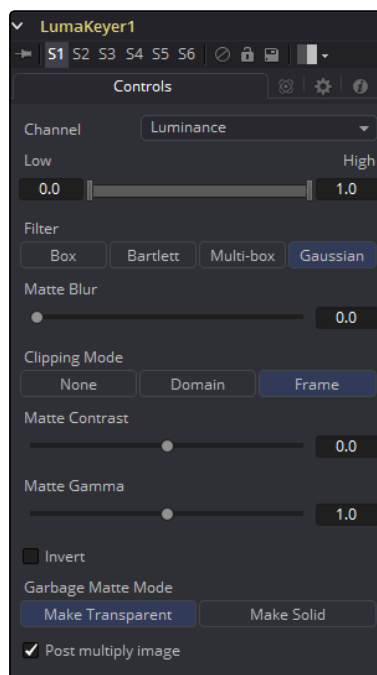 LumaKeyer1
S1 S2 S3 S4 S5 S6
Controls
Channel Luminance
Low High
0.0 1.0
Filter
Box Bartlett Multi-box Gaussian
Matte Blur
0.0
Clipping Mode
None Domain Frame
Matte Contrast
0.0
Matte Gamma
1.0
Invert
Garbage Matte Mode
Make Transparent Make Solid
Post multiply image